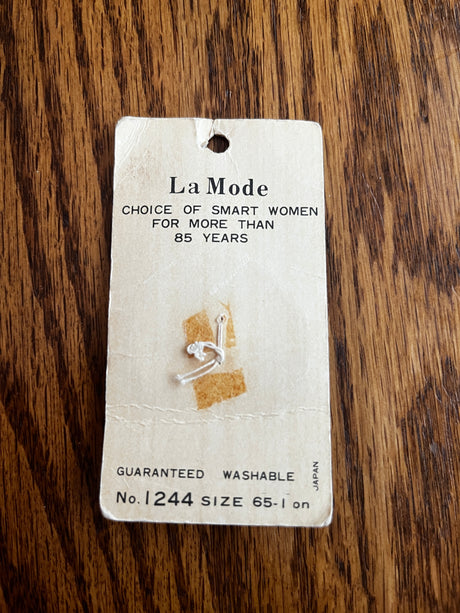 La Mode
CHOICE OF SMART WOMEN
FOR MORE THAN
85 YEARS
GUARANTEED WASHABLE
JAPAN
No. 1244 SIZE 65-1 on